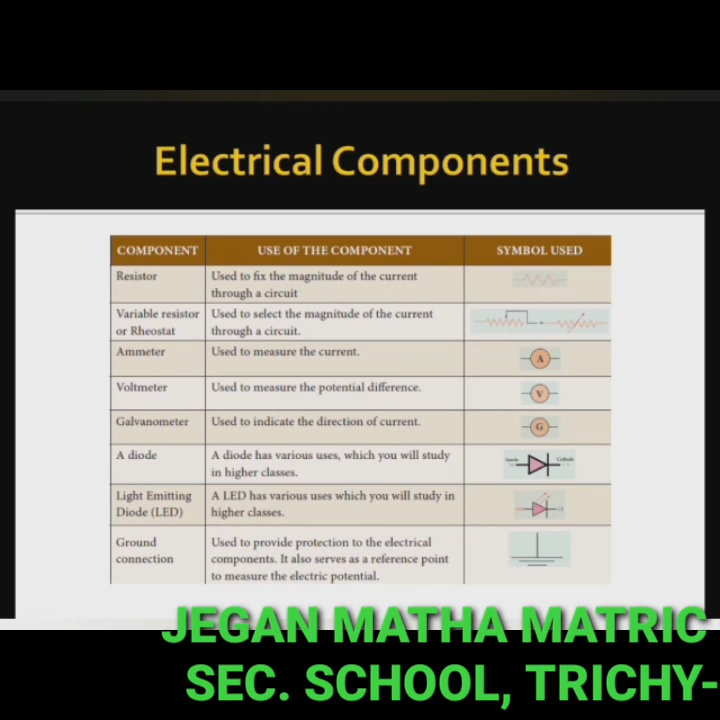 Electrical Components
COMPONENT USE OF THE COMPONENT SYMBOL USED
Resistor Used to fix the magnitude of the current
through a circuit
Variable resistor Used to select the magnitude of the current
or Rheostat through a circuit.
Ammeter Used to measure the current. A
Voltmeter Used to measure the potential difference. V
Galvanometer Used to indicate the direction of current. G
A diode A diode has various uses, which you will study
in higher classes.
Light Emitting A LED has various uses which you will study in
Diode (LED) higher classes.
Ground Used to provide protection to the electrical
connection components. It also serves as a reference point
to measure the electric potential.
JEGAN MATHA MATRIC
SEC. SCHOOL, TRICHY-